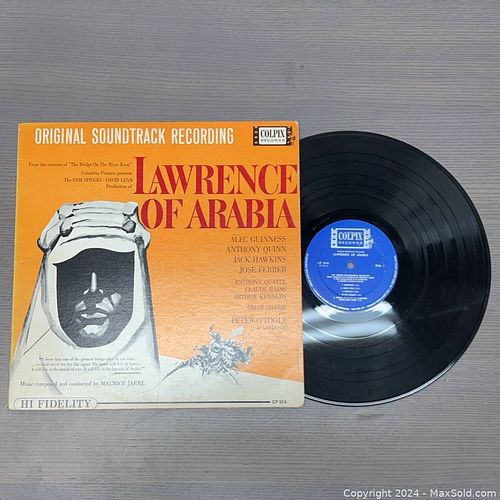 ORIGINAL SOUNDTRACK RECORDING
COLPIX
RECORDS
From the creators of "The Bridge On The River Kwai"
Columbia Pictures presents
The SAM SPIEGEL - DAVID LEAN
Production of
LAWRENCE
OF ARABIA
ALEC GUINNESS
ANTHONY QUINN
JACK HAWKINS
JOSE FERRER
ANTHONY QUAYLE
CLAUDE RAINS
ARTHUR KENNEDY
OMAR SHARIF
PETER O'TOOLE
Music composed and conducted by MAURICE JARRE
HI FIDELITY
CP 514
COLPIX
RECORDS
LAWRENCE OF ARABIA
Copyright 2024 - MaxSold.com